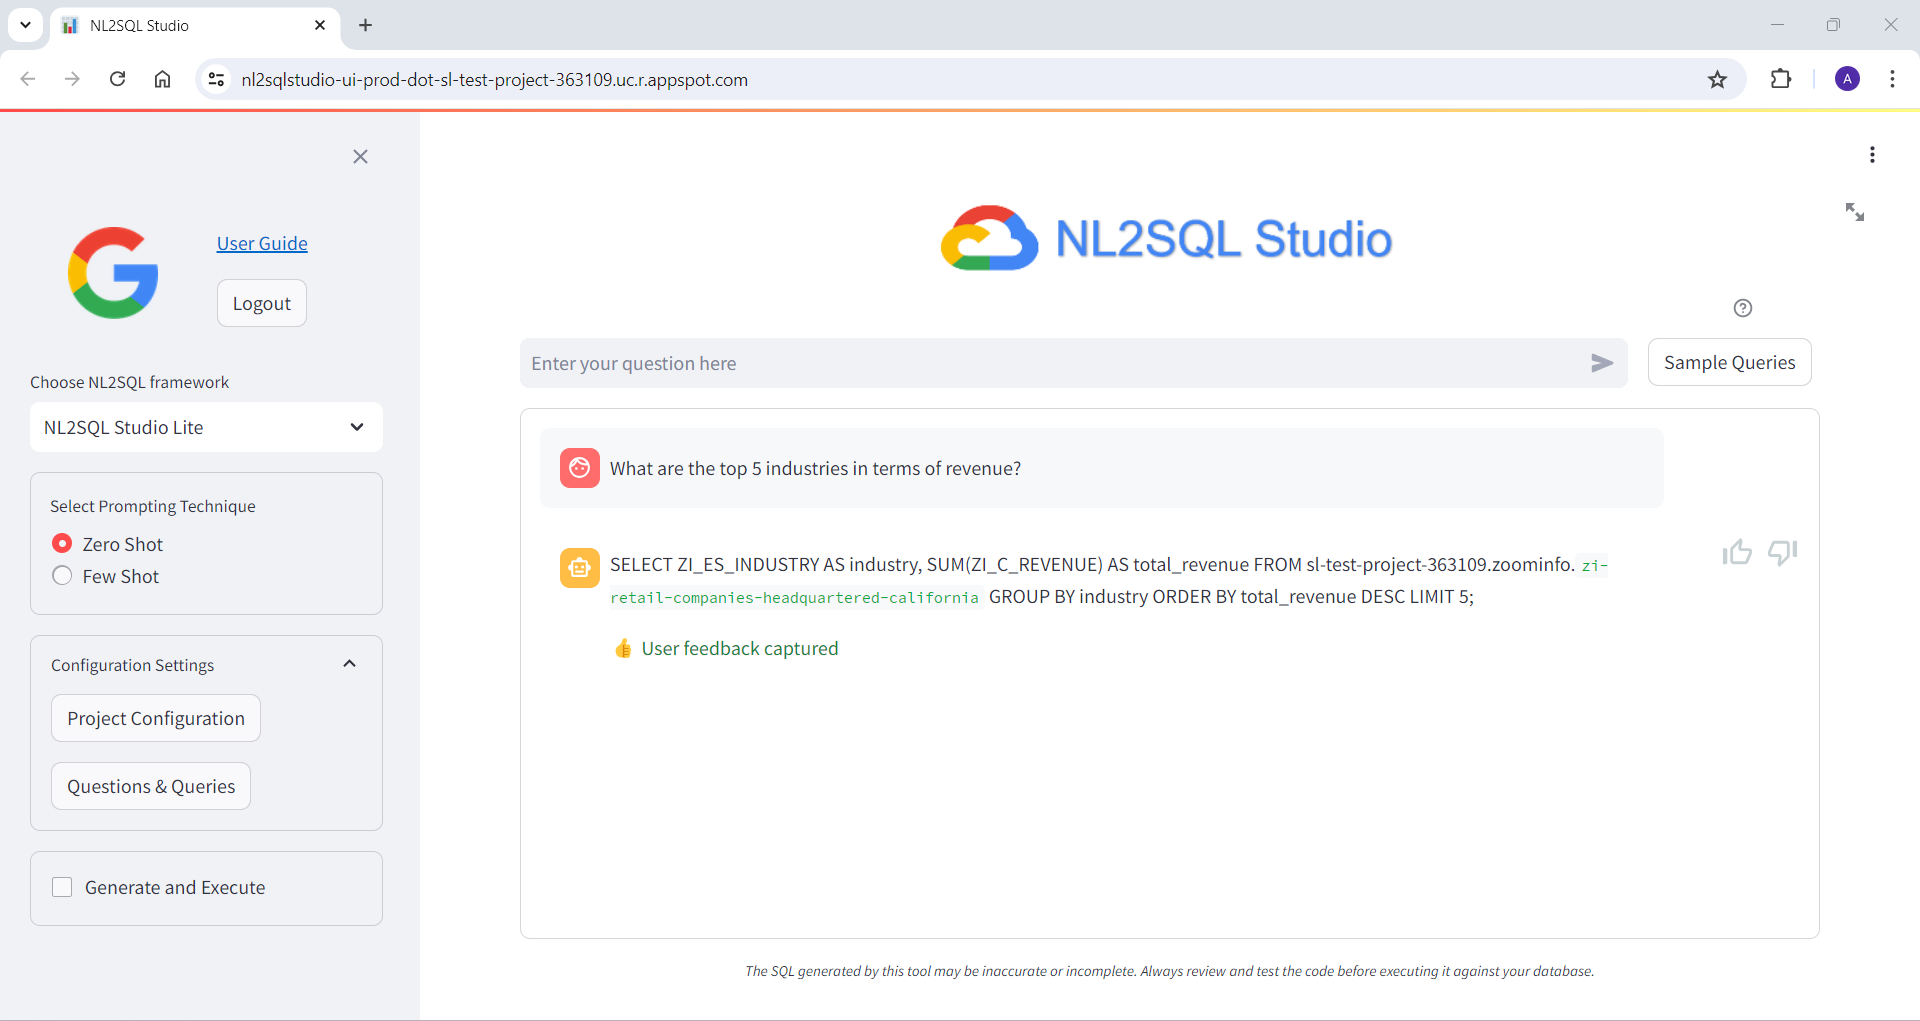 NL2SQL Studio
nl2sqlstudio-ui-prod-dot-sl-test-project-363109.uc.r.appspot.com
A
User Guide
Logout
Choose NL2SQL framework
NL2SQL Studio Lite
Select Prompting Technique
Zero Shot
Few Shot
Configuration Settings
Project Configuration
Questions & Queries
Generate and Execute
NL2SQL Studio
Enter your question here
Sample Queries
What are the top 5 industries in terms of revenue?
SELECT ZI_ES_INDUSTRY AS industry, SUM(ZI_C_REVENUE) AS total_revenue FROM sl-test-project-363109.zoominfo. zi-
retail-companies-headquartered-california GROUP BY industry ORDER BY total_revenue DESC LIMIT 5;
👍 User feedback captured
The SQL generated by this tool may be inaccurate or incomplete. Always review and test the code before executing it against your database.